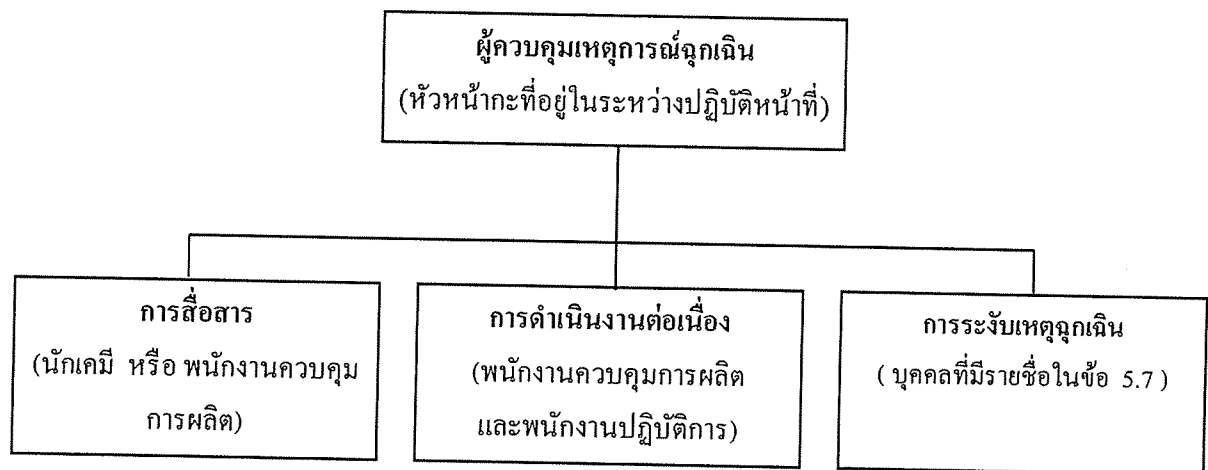 ผู้ควบคุมเหตุการณ์ฉุกเฉิน
(หัวหน้ากะที่อยู่ในระหว่างปฏิบัติหน้าที่)
การสื่อสาร
(นักเคมี หรือ พนักงานควบคุม
การผลิต)
การดำเนินงานต่อเนื่อง
(พนักงานควบคุมการผลิต
และพนักงานปฏิบัติการ)
การระงับเหตุฉุกเฉิน
( บุคคลที่มีรายชื่อในข้อ 5.7 )